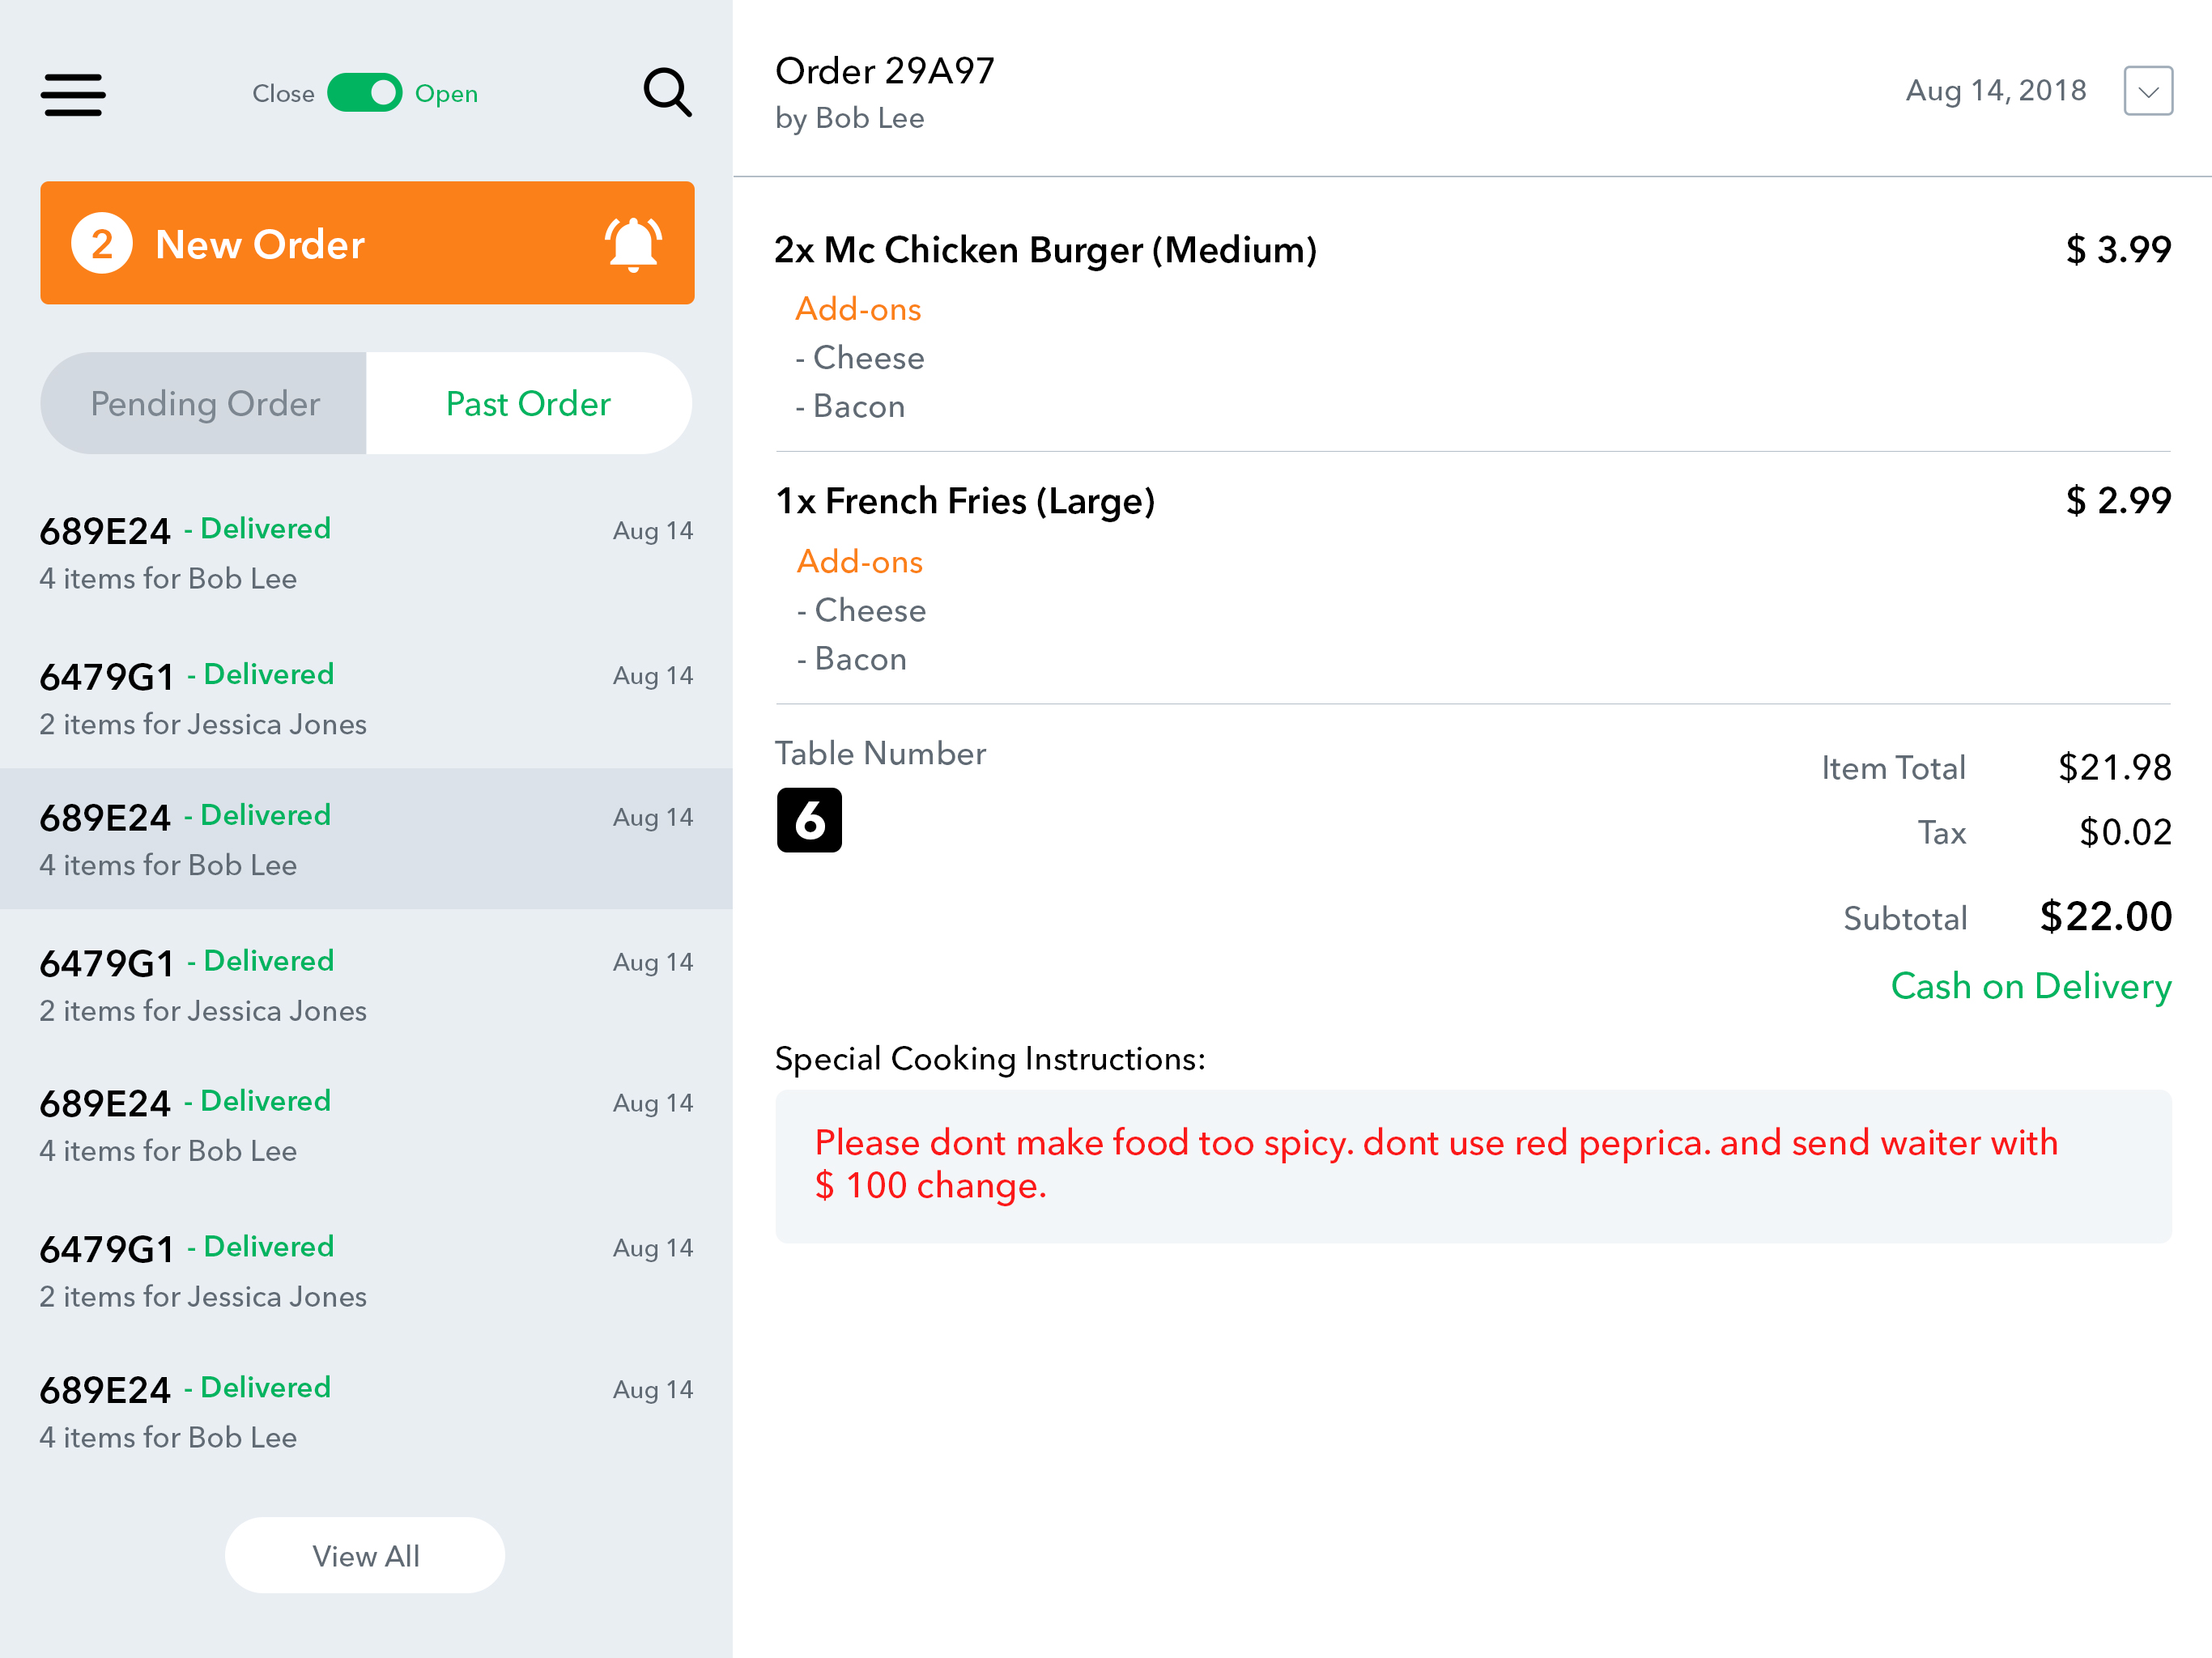 Close Open
2 New Order
Pending Order Past Order
689E24 - Delivered Aug 14
4 items for Bob Lee
6479G1 - Delivered Aug 14
2 items for Jessica Jones
689E24 - Delivered Aug 14
4 items for Bob Lee
6479G1 - Delivered Aug 14
2 items for Jessica Jones
689E24 - Delivered Aug 14
4 items for Bob Lee
6479G1 - Delivered Aug 14
2 items for Jessica Jones
689E24 - Delivered Aug 14
4 items for Bob Lee
View All
Order 29A97
by Bob Lee
Aug 14, 2018
2x Mc Chicken Burger (Medium) $ 3.99
Add-ons
- Cheese
- Bacon
1x French Fries (Large) $ 2.99
Add-ons
- Cheese
- Bacon
Table Number
6
Item Total $21.98
Tax $0.02
Subtotal $22.00
Cash on Delivery
Special Cooking Instructions:
Please dont make food too spicy. dont use red peprica. and send waiter with
$ 100 change.